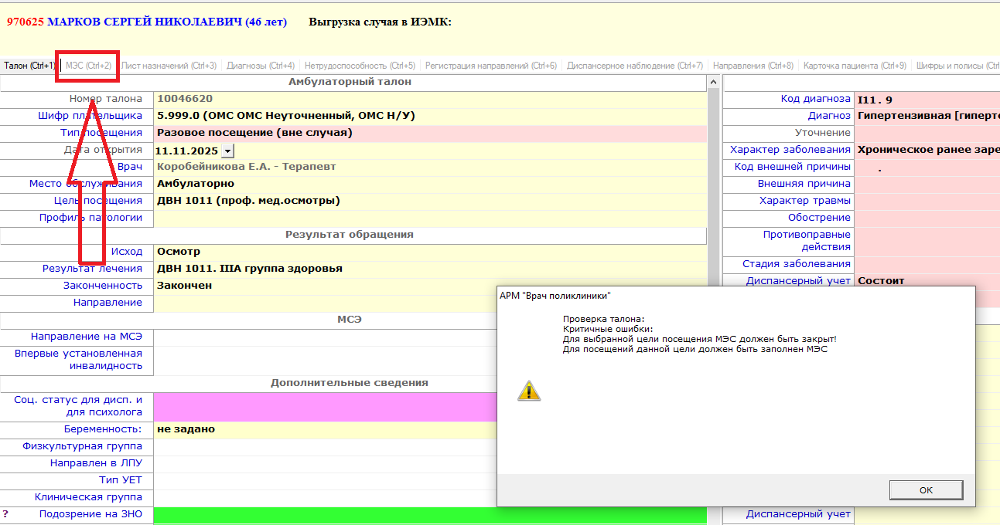 970625 МАРКОВ СЕРГЕЙ НИКОЛАЕВИЧ (46 лет) Выгрузка случая в ИЭМК:
Талон (Ctrl+1) МЭС (Ctrl+2) Лист назначений (Ctrl+3) Диагнозы (Ctrl+4) Нетрудоспособность (Ctrl+5) Регистрация направлений (Ctrl+6) Диспансерное наблюдение (Ctrl+7) Направления (Ctrl+8) Карточка пациента (Ctrl+9) Шифры и полисы (Ctrl
Амбулаторный талон
Номер талона 10046620
Шифр плательщика 5.999.0 (ОМС ОМС Неуточненный, ОМС Н/У)
Тип посещения Разовое посещение (вне случая)
Дата открытия 11.11.2025
Врач Коробейникова Е.А. - Терапевт
Место обслуживания Амбулаторно
Цель посещения ДВН 1011 (проф. мед.осмотры)
Профиль патологии
Результат обращения
Исход Осмотр
Результат лечения ДВН 1011. IIIА группа здоровья
Законченность Закончен
Направление
МСЭ
Направление на МСЭ
Впервые установленная
инвалидность
Дополнительные сведения
Соц. статус для дисп. и
для психолога
Беременность: не задано
Физкультурная группа
Направлен в ЛПУ
Тип УЕТ
Клиническая группа
? Подозрение на ЗНО
Код диагноза I11. 9
Диагноз Гипертензивная [гиперте
Уточнение
Характер заболевания Хроническое ранее заре
Код внешней причины .
Внешняя причина
Характер травмы
Обострение
Противоправные
действия
Стадия заболевания
Диспансерный учет Состоит
АРМ "Врач поликлиники"
Проверка талона:
Критичные ошибки:
Для выбранной цели посещения МЭС должен быть закрыт!
Для посещений данной цели должен быть заполнен МЭС
ОК
Диспансерный учет